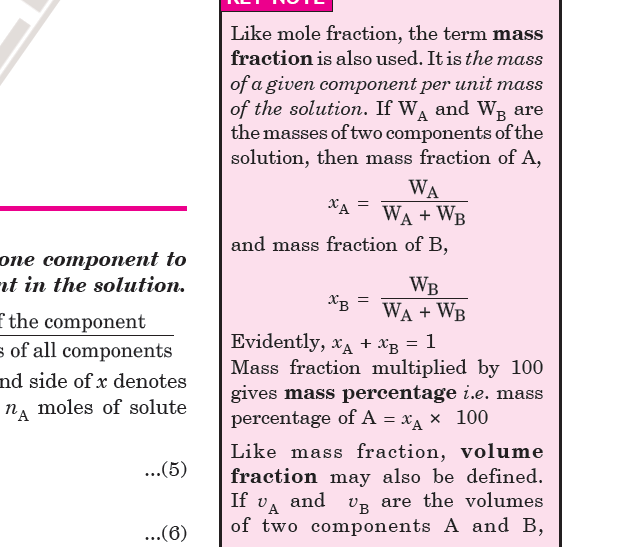 KEY NOTE
one component to
nt in the solution.
f the component
s of all components
nd side of x denotes
n_A moles of solute
...(5)
...(6)
Like mole fraction, the term mass
fraction is also used. It is the mass
of a given component per unit mass
of the solution. If W_A and W_B are
the masses of two components of the
solution, then mass fraction of A,
x_A = W_A / (W_A + W_B)
and mass fraction of B,
x_B = W_B / (W_A + W_B)
Evidently, x_A + x_B = 1
Mass fraction multiplied by 100
gives mass percentage i.e. mass
percentage of A = x_A × 100
Like mass fraction, volume
fraction may also be defined.
If v_A and v_B are the volumes
of two components A and B,